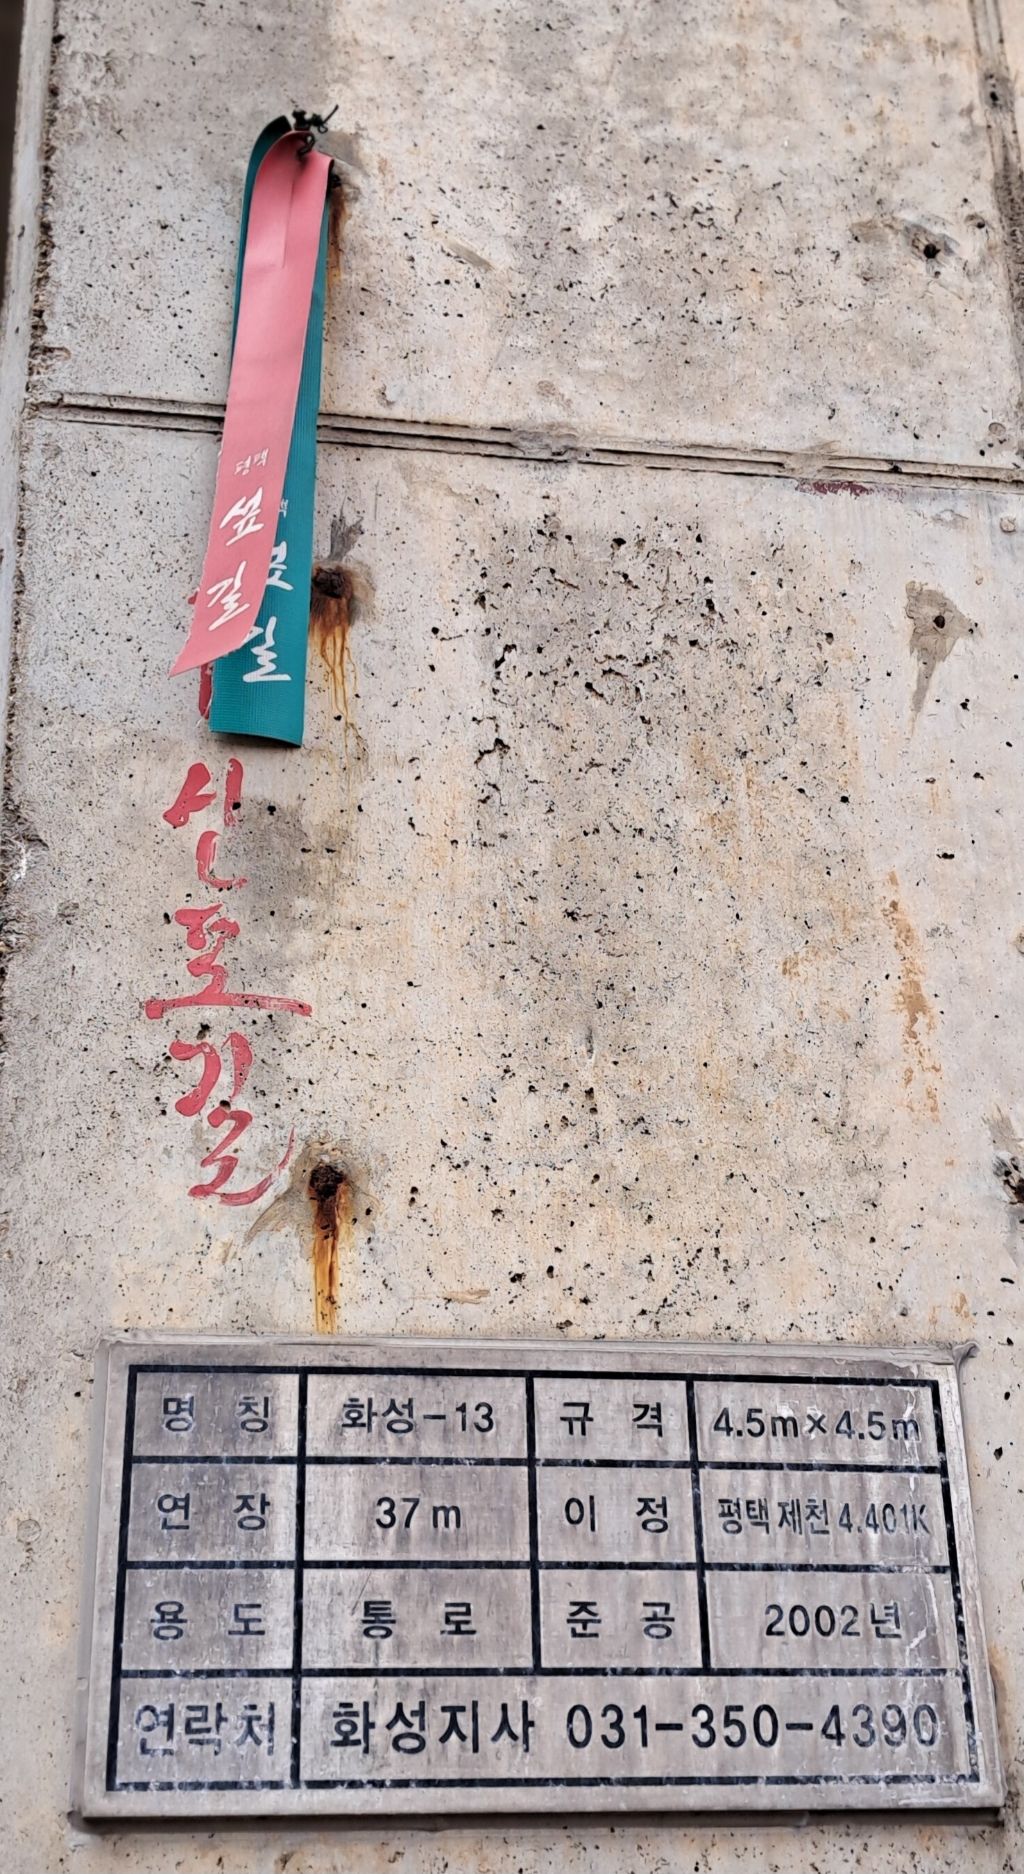 평택
섶
길
길
신
포
길
명 칭 화성-13 규 격 4.5m×4.5m
연 장 37m 이 정 평택제천 4.401K
용 도 통 로 준 공 2002년
연락처 화성지사 031-350-4390